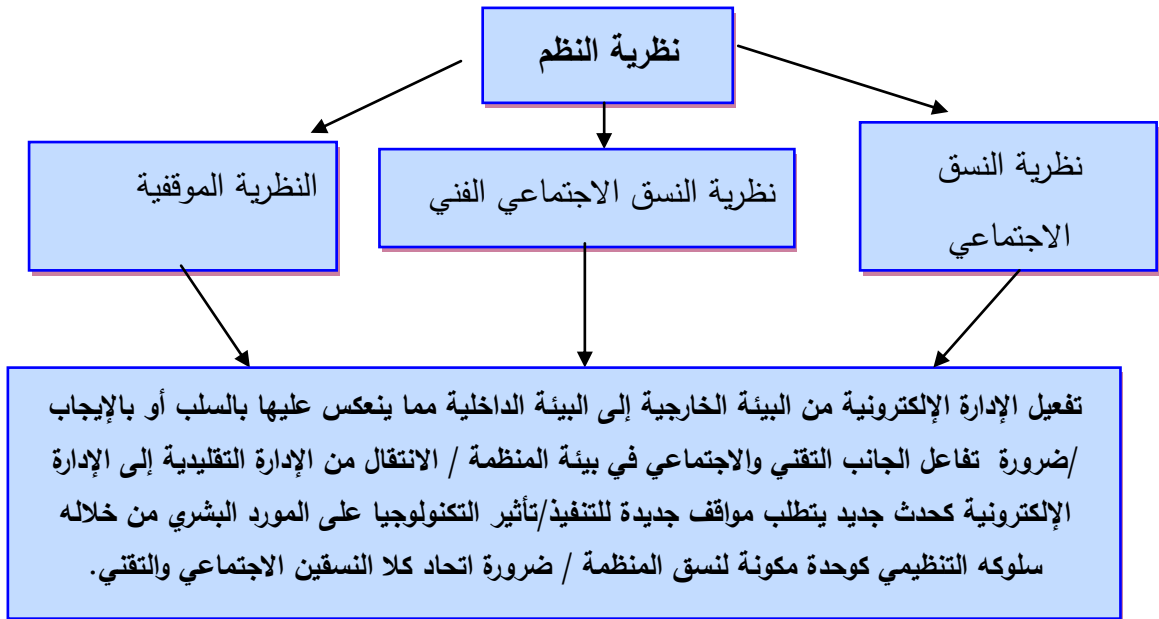 نظرية النظم
نظرية النسق
الاجتماعي
نظرية النسق الاجتماعي الفني
النظرية الموقفية
تفعيل الإدارة الإلكترونية من البيئة الخارجية إلى البيئة الداخلية مما ينعكس عليها بالسلب أو بالإيجاب
/ضرورة تفاعل الجانب التقني والاجتماعي في بيئة المنظمة / الانتقال من الإدارة التقليدية إلى الإدارة
الإلكترونية كحدث جديد يتطلب مواقف جديدة للتنفيذ/تأثير التكنولوجيا على المورد البشري من خلاله
سلوكه التنظيمي كوحدة مكونة لنسق المنظمة / ضرورة اتحاد كلا النسقين الاجتماعي والتقني.